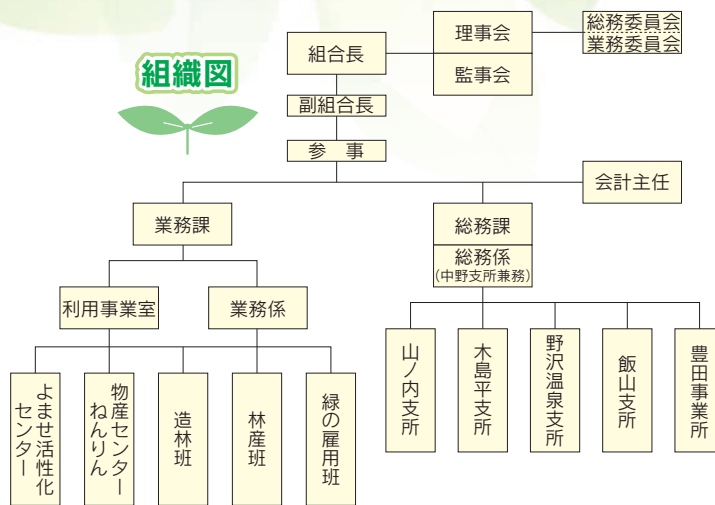 組織図
組合長
理事会
監事会
総務委員会
業務委員会
副組合長
参　事
会計主任
業務課
総務課
総務係
(中野支所兼務)
利用事業室
業務係
よませ活性化
センター
物産センター
ねんりん
造林班
林産班
緑の雇用班
山ノ内支所
木島平支所
野沢温泉支所
飯山支所
豊田事業所